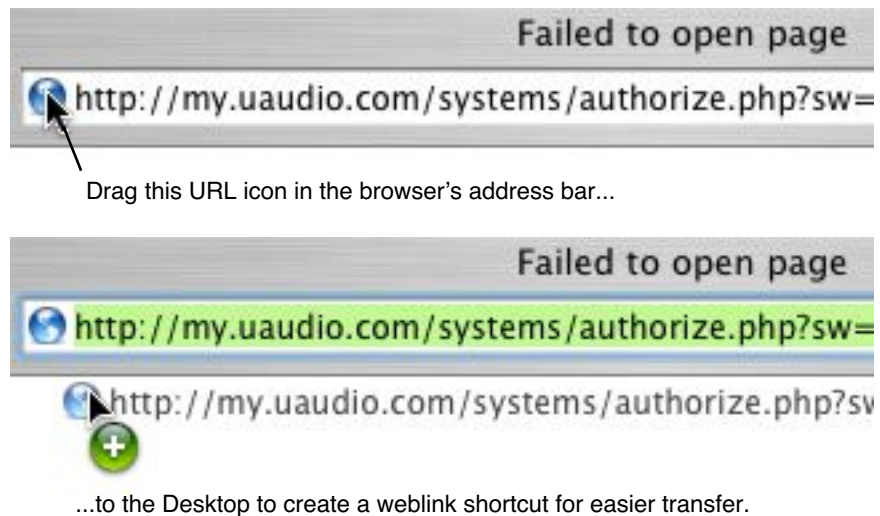 Failed to open page
http://my.uaudio.com/systems/authorize.php?sw=
Drag this URL icon in the browser’s address bar...
Failed to open page
http://my.uaudio.com/systems/authorize.php?sw=
http://my.uaudio.com/systems/authorize.php?sw
...to the Desktop to create a weblink shortcut for easier transfer.